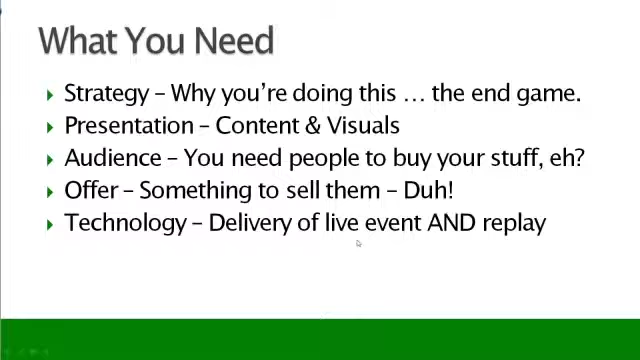 What You Need
Strategy – Why you're doing this … the end game.
Presentation – Content & Visuals
Audience – You need people to buy your stuff, eh?
Offer – Something to sell them – Duh!
Technology – Delivery of live event AND replay